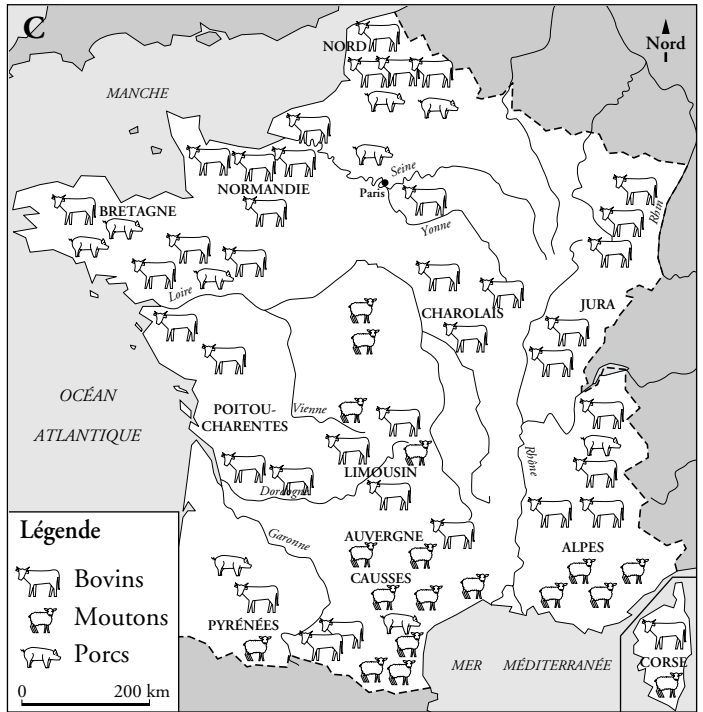 C
NORD
Nord
MANCHE
Seine
Paris
NORMANDIE
BRETAGNE
Yonne
Rhin
Loire
CHAROLAIS
JURA
OCÉAN
ATLANTIQUE
POITOU-
CHARENTES
Vienne
LIMOUSIN
Rhône
Dordogne
Garonne
AUVERGNE
ALPES
CAUSSES
PYRÉNÉES
MER MÉDITERRANÉE
CORSE
Légende
Bovins
Moutons
Porcs
0 200 km